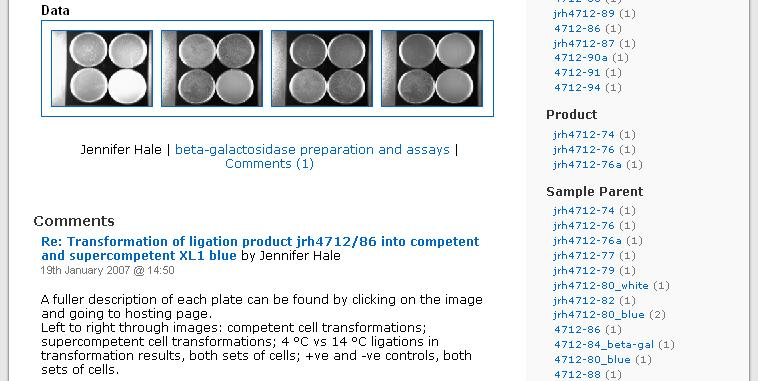 Data
Jennifer Hale | beta-galactosidase preparation and assays |
Comments (1)
Comments
Re: Transformation of ligation product jrh4712/86 into competent
and supercompetent XL1 blue by Jennifer Hale
19th January 2007 @ 14:50
A fuller description of each plate can be found by clicking on the image
and going to hosting page.
Left to right through images: competent cell transformations;
supercompetent cell transformations; 4 ºC vs 14 ºC ligations in
transformation results, both sets of cells; +ve and -ve controls, both
sets of cells.
jrh4712-89 (1)
4712-86 (1)
jrh4712-87 (1)
4712-90a (1)
4712-91 (1)
4712-94 (1)
Product
jrh4712-74 (1)
jrh4712-76 (1)
jrh4712-76a (1)
Sample Parent
jrh4712-74 (1)
jrh4712-76 (1)
jrh4712-76a (1)
jrh4712-77 (1)
jrh4712-79 (1)
jrh4712-80_white (1)
jrh4712-82 (1)
jrh4712-80_blue (2)
4712-86 (1)
4712-84_beta-gal (1)
4712-80_blue (1)
4712-88 (1)